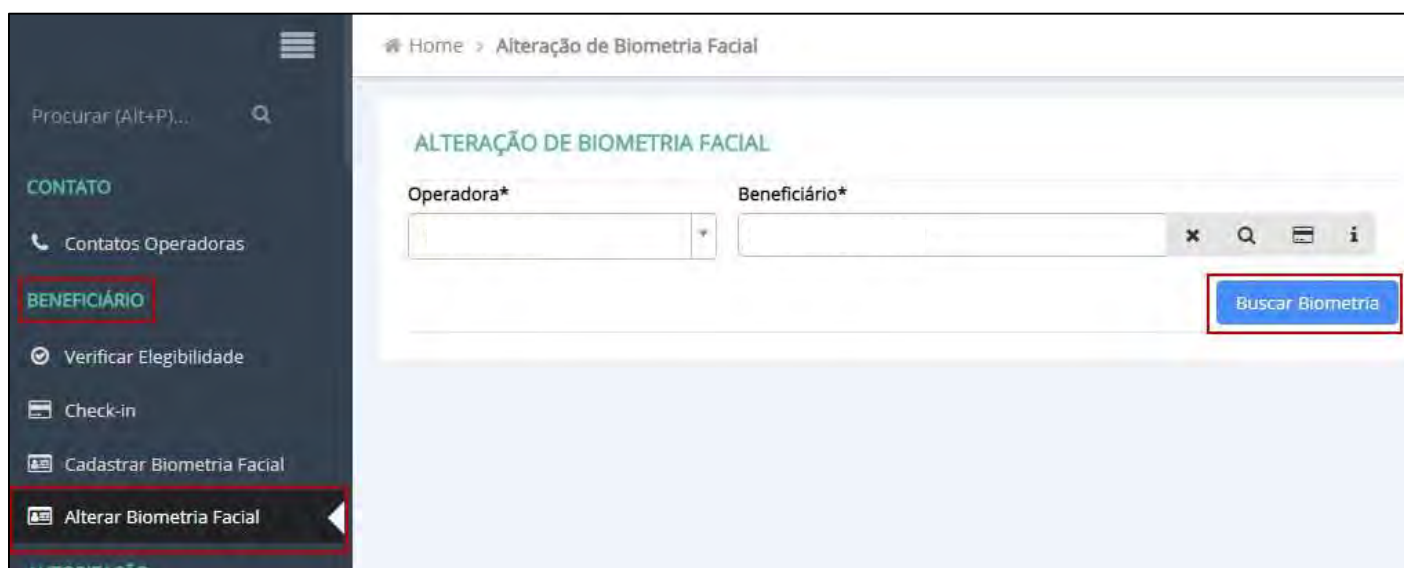 Home > Alteração de Biometria Facial
Procurar (Alt+P)...
CONTATO
Contatos Operadoras
BENEFICIÁRIO
Verificar Elegibilidade
Check-in
Cadastrar Biometria Facial
Alterar Biometria Facial
ALTERAÇÃO DE BIOMETRIA FACIAL
Operadora*
Beneficiário*
Buscar Biometria